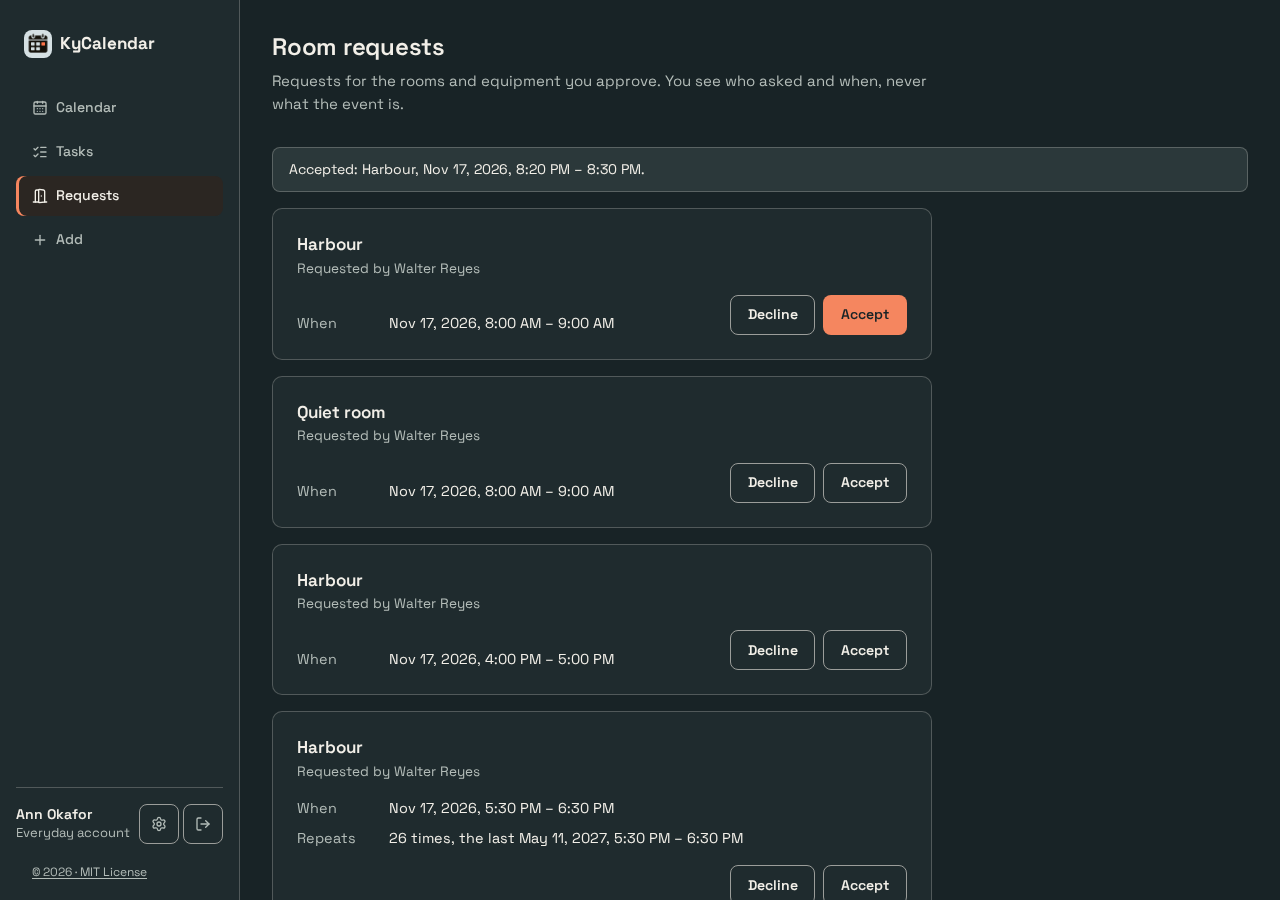 KyCalendar
Calendar
Tasks
Requests
Add
Ann Okafor
Everyday account
© 2026 · MIT License
Room requests
Requests for the rooms and equipment you approve. You see who asked and when, never
what the event is.
Accepted: Harbour, Nov 17, 2026, 8:20 PM – 8:30 PM.
Harbour
Requested by Walter Reyes
When Nov 17, 2026, 8:00 AM – 9:00 AM
Decline Accept
Quiet room
Requested by Walter Reyes
When Nov 17, 2026, 8:00 AM – 9:00 AM
Decline Accept
Harbour
Requested by Walter Reyes
When Nov 17, 2026, 4:00 PM – 5:00 PM
Decline Accept
Harbour
Requested by Walter Reyes
When Nov 17, 2026, 5:30 PM – 6:30 PM
Repeats 26 times, the last May 11, 2027, 5:30 PM – 6:30 PM
Decline Accept